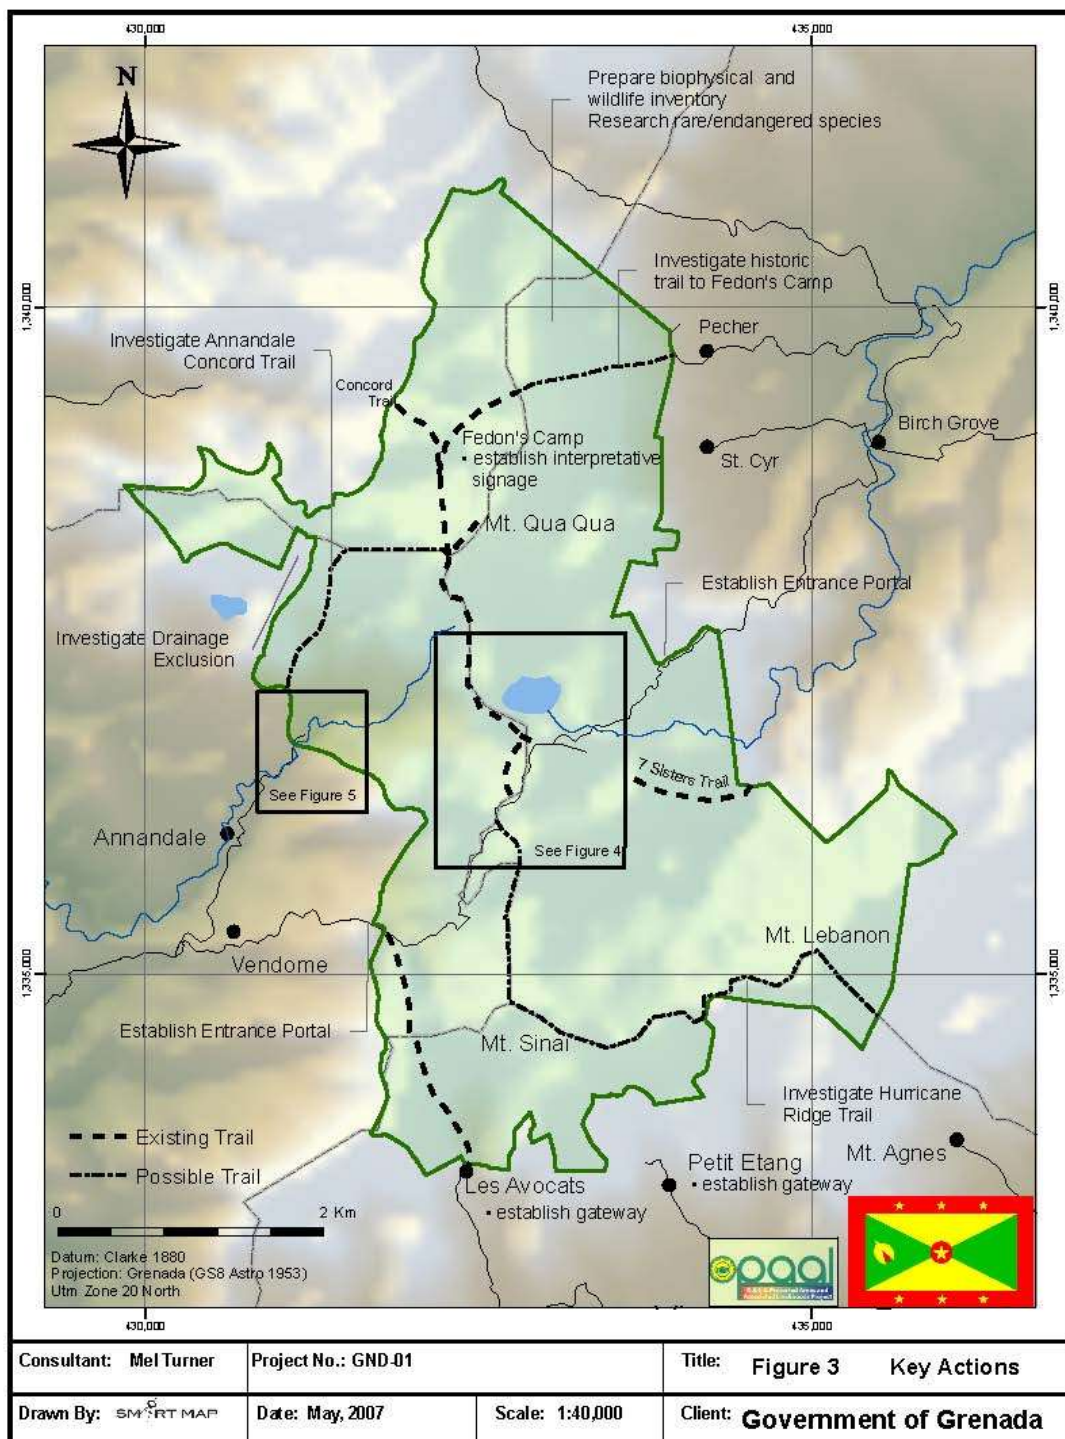 430,000
435,000
N
Prepare biophysical and
wildlife inventory
Research rare/endangered species
Investigate historic
trail to Fedon's Camp
1,340,000
1,340,000
Pecher
Investigate Annandale
Concord Trail
Concord
Trail
Birch Grove
Fedon's Camp
• establish interpretative
signage
St. Cyr
Mt. Qua Qua
Establish Entrance Portal
Investigate Drainage
Exclusion
7 Sisters Trail
See Figure 5
Annandale
See Figure 4
Mt. Lebanon
Vendome
1,335,000
1,335,000
Establish Entrance Portal
Mt. Sinai
Investigate Hurricane
Ridge Trail
Existing Trail
Mt. Agnes
Petit Etang
• establish gateway
Possible Trail
Les Avocats
• establish gateway
0 2 Km
Datum: Clarke 1880
Projection: Grenada (GS8 Astro 1953)
Utm Zone 20 North
opaal
430,000
435,000
Consultant: Mel Turner
Project No.: GND-01
Title: Figure 3 Key Actions
Drawn By: SMART MAP
Date: May, 2007
Scale: 1:40,000
Client: Government of Grenada